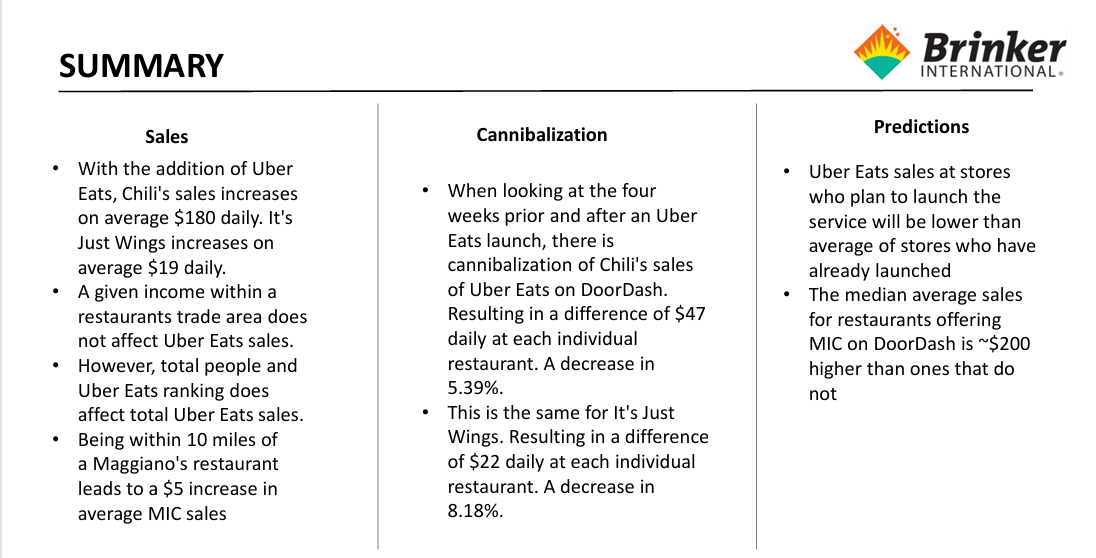 SUMMARY
Brinker
INTERNATIONAL®
Sales
• With the addition of Uber
Eats, Chili's sales increases
on average $180 daily. It's
Just Wings increases on
average $19 daily.
• A given income within a
restaurants trade area does
not affect Uber Eats sales.
• However, total people and
Uber Eats ranking does
affect total Uber Eats sales.
• Being within 10 miles of
a Maggiano's restaurant
leads to a $5 increase in
average MIC sales
Cannibalization
• When looking at the four
weeks prior and after an Uber
Eats launch, there is
cannibalization of Chili's sales
of Uber Eats on DoorDash.
Resulting in a difference of $47
daily at each individual
restaurant. A decrease in
5.39%.
• This is the same for It's Just
Wings. Resulting in a difference
of $22 daily at each individual
restaurant. A decrease in
8.18%.
Predictions
• Uber Eats sales at stores
who plan to launch the
service will be lower than
average of stores who have
already launched
• The median average sales
for restaurants offering
MIC on DoorDash is ~$200
higher than ones that do
not